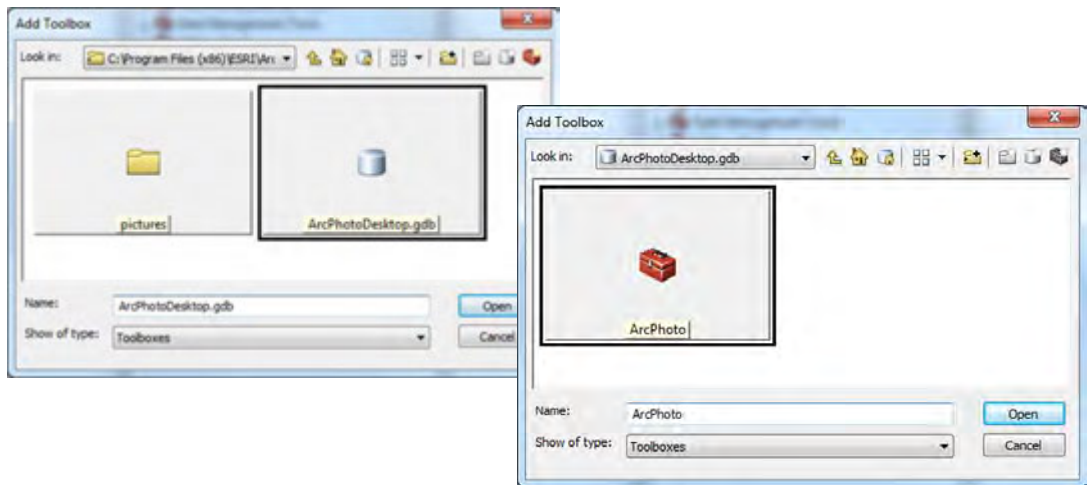 Add Toolbox
Look in:
C:\Program Files (x86)\ESRI\Arc
pictures
ArcPhotoDesktop.gdb
Name:
ArcPhotoDesktop.gdb
Open
Show of type:
Toolboxes
Cancel
Add Toolbox
Look in:
ArcPhotoDesktop.gdb
ArcPhoto
Name:
ArcPhoto
Open
Show of type:
Toolboxes
Cancel